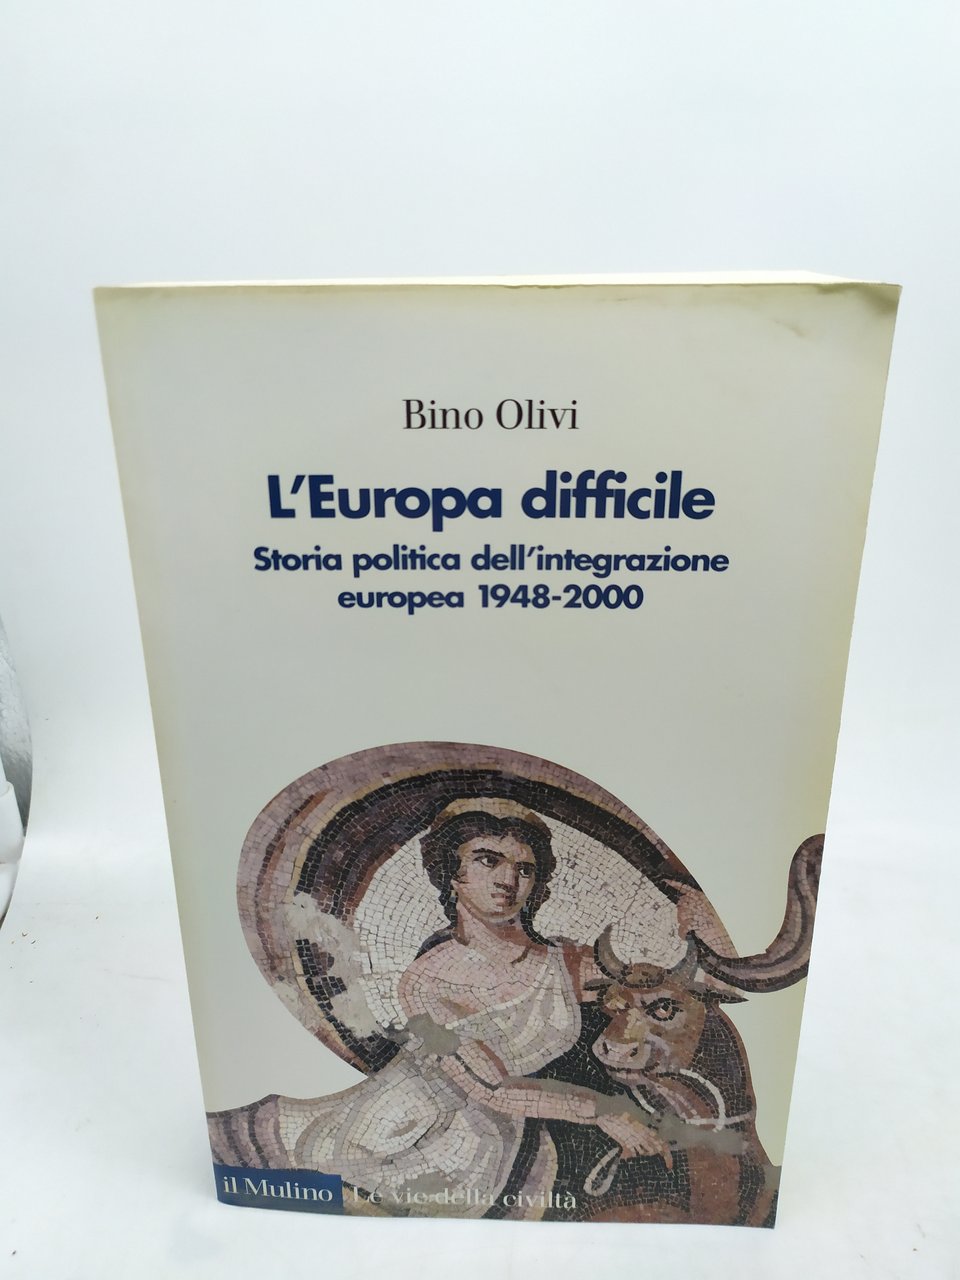 Bino Olivi
L'Europa difficile
Storia politica dell'integrazione
europea 1948-2000
il Mulino Le vie della civiltà